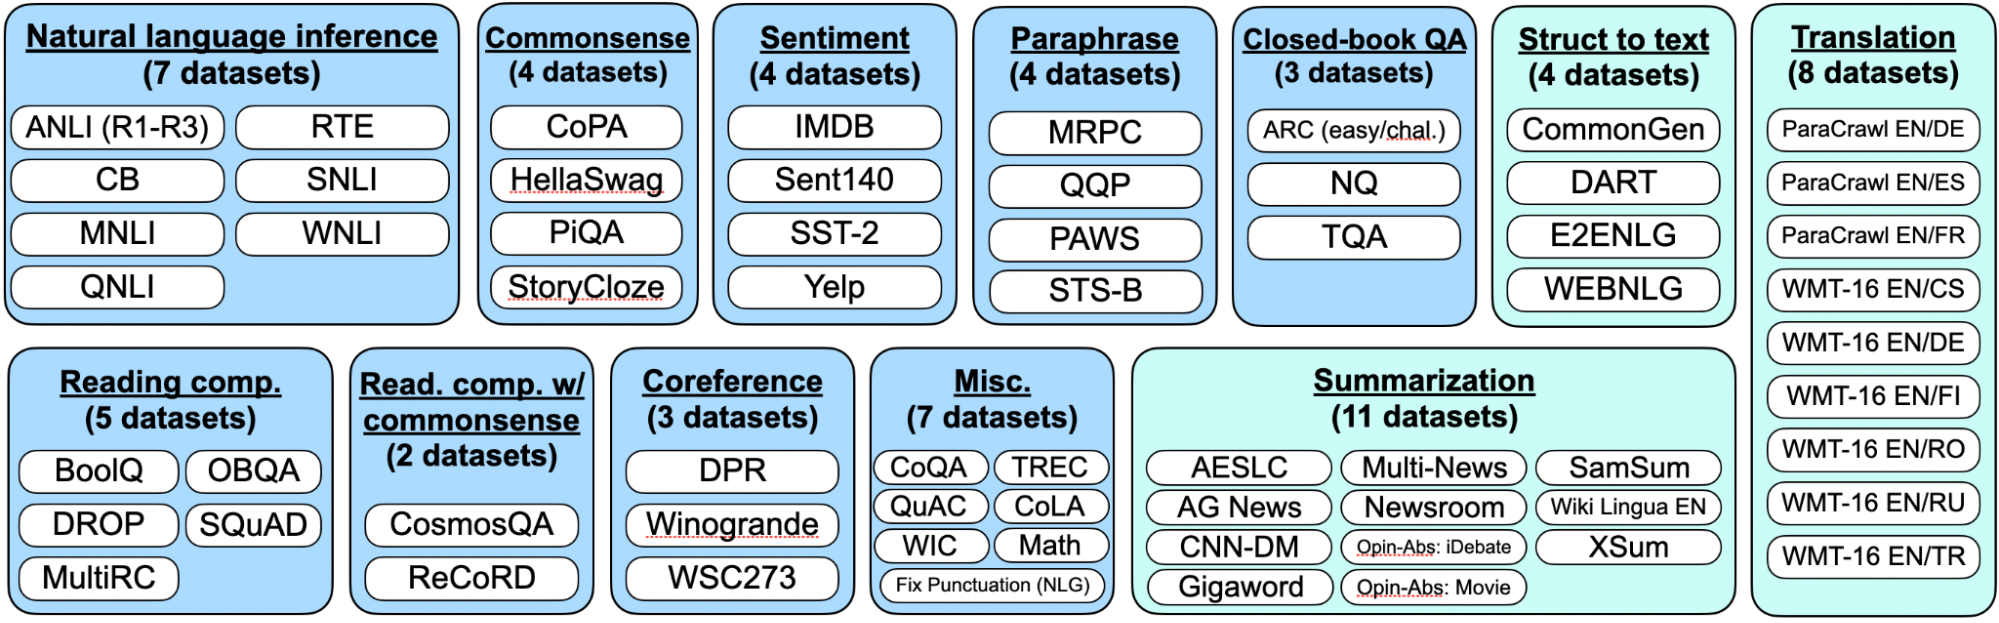 Natural language inference
(7 datasets)
ANLI (R1-R3)
RTE
CB
SNLI
MNLI
WNLI
QNLI
Commonsense
(4 datasets)
CoPA
HellaSwag
PiQA
StoryCloze
Sentiment
(4 datasets)
IMDB
Sent140
SST-2
Yelp
Paraphrase
(4 datasets)
MRPC
QQP
PAWS
STS-B
Closed-book QA
(3 datasets)
ARC (easy/chal.)
NQ
TQA
Struct to text
(4 datasets)
CommonGen
DART
E2ENLG
WEBNLG
Translation
(8 datasets)
ParaCrawl EN/DE
ParaCrawl EN/ES
ParaCrawl EN/FR
WMT-16 EN/CS
WMT-16 EN/DE
WMT-16 EN/FI
WMT-16 EN/RO
WMT-16 EN/RU
WMT-16 EN/TR
Reading comp.
(5 datasets)
BoolQ
OBQA
DROP
SQuAD
MultiRC
Read. comp. w/
commonsense
(2 datasets)
CosmosQA
ReCoRD
Coreference
(3 datasets)
DPR
Winogrande
WSC273
Misc.
(7 datasets)
CoQA
TREC
QuAC
CoLA
WIC
Math
Fix Punctuation (NLG)
Summarization
(11 datasets)
AESLC
Multi-News
SamSum
AG News
Newsroom
Wiki Lingua EN
CNN-DM
Opin-Abs: iDebate
XSum
Gigaword
Opin-Abs: Movie